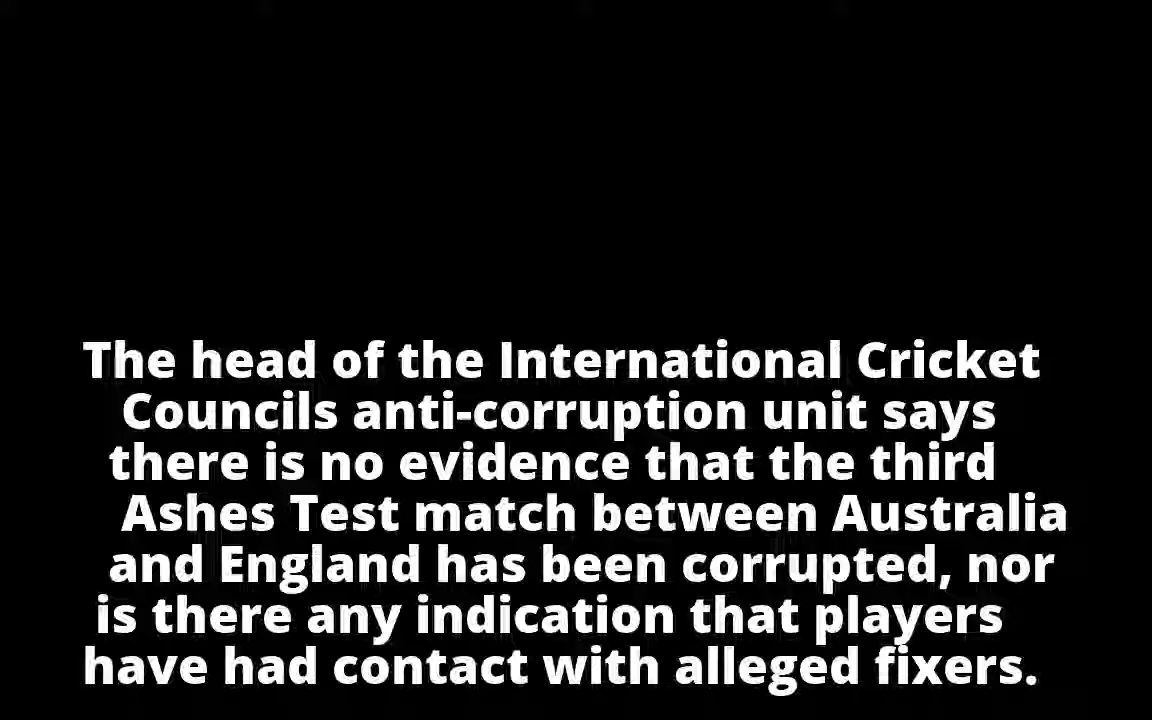 The head of the International Cricket
Councils anti-corruption unit says
there is no evidence that the third
Ashes Test match between Australia
and England has been corrupted, nor
is there any indication that players
have had contact with alleged fixers.